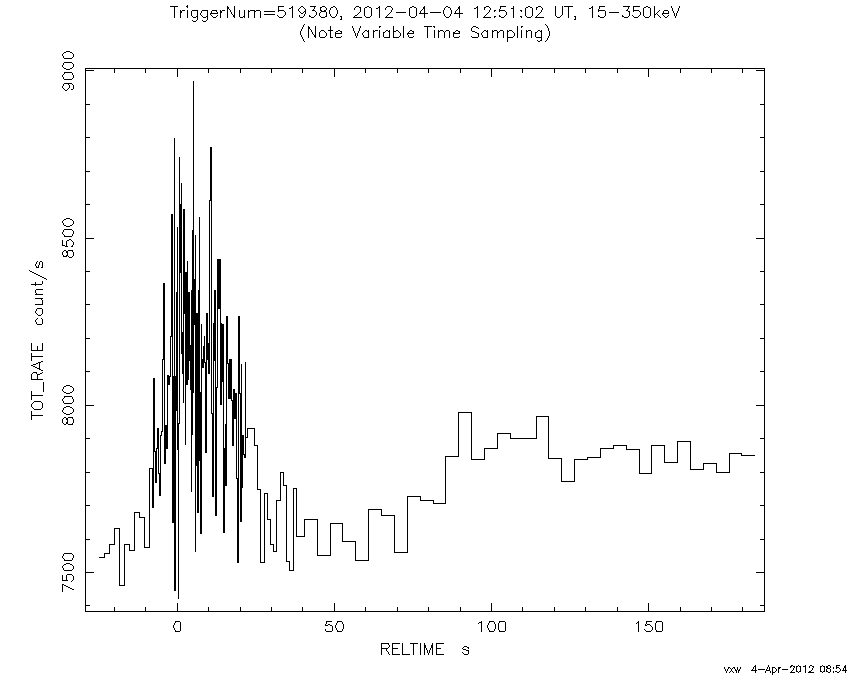 TriggerNum=519380, 2012-04-04 12:51:02 UT, 15-350keV
(Note Variable Time Sampling)
9000
8500
8000
7500
TOT_RATE count/s
0 50 100 150
RELTIME s
vxw 4-Apr-2012 08:54